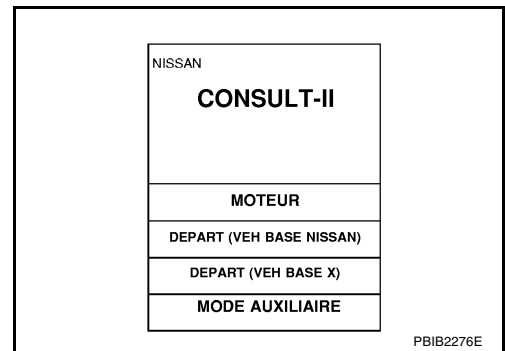 NISSAN
CONSULT-II
MOTEUR
DEPART (VEH BASE NISSAN)
DEPART (VEH BASE X)
MODE AUXILIAIRE
PBIB2276E